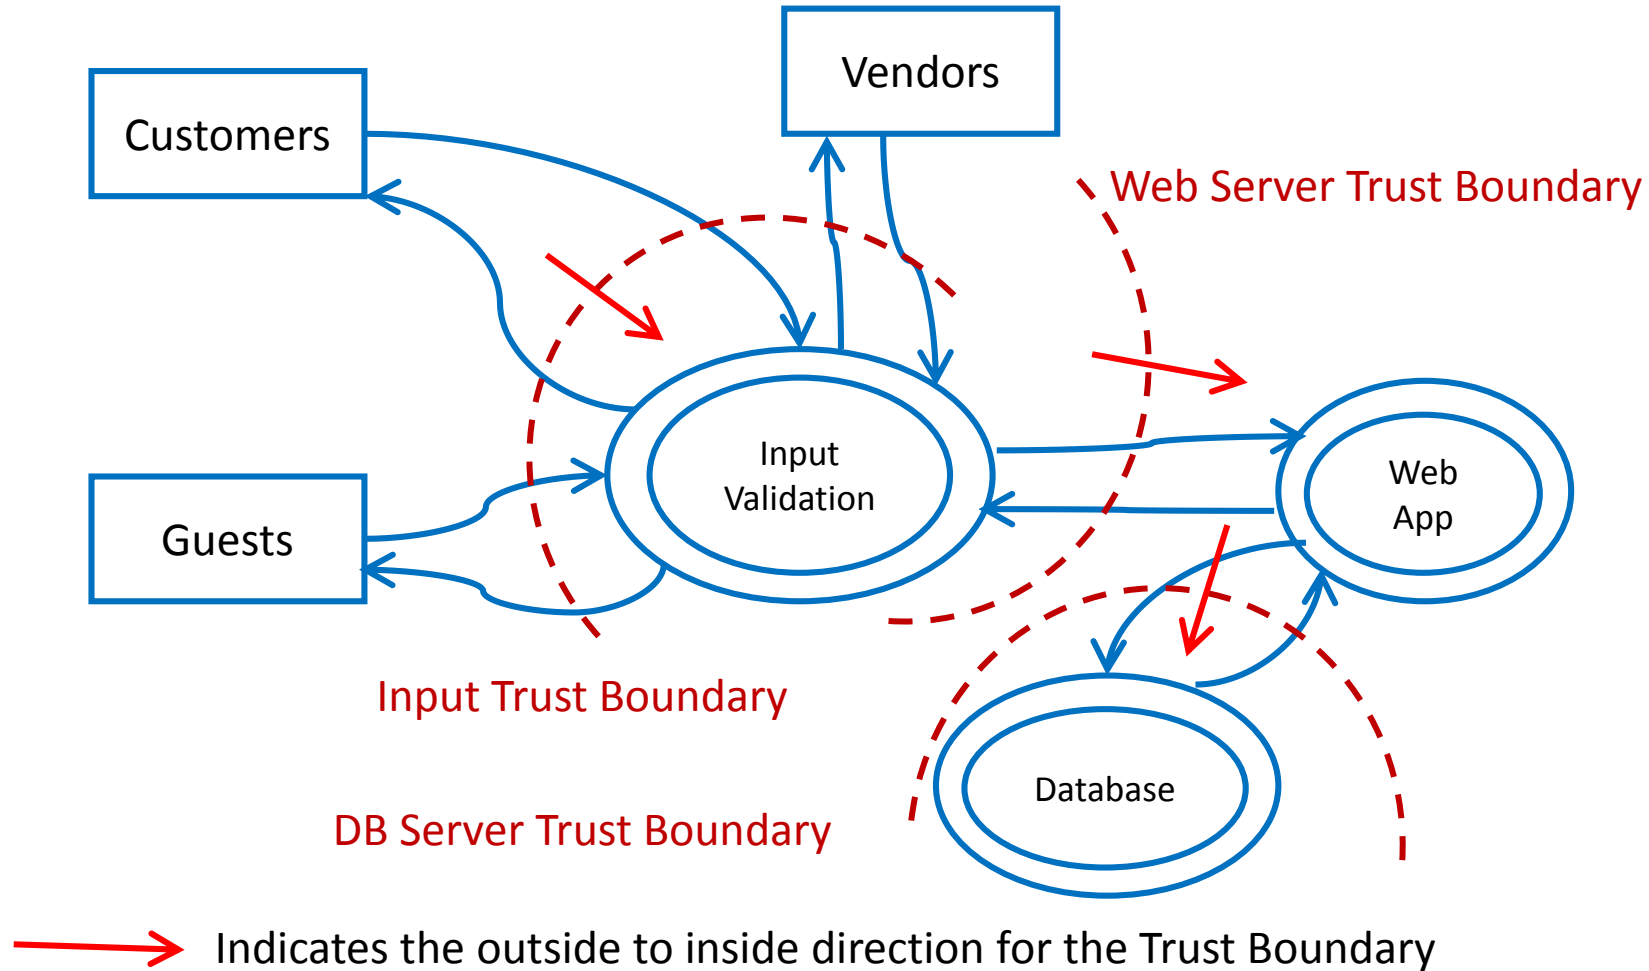 Vendors
Customers
Web Server Trust Boundary
Input
Validation
Web
App
Guests
Input Trust Boundary
Database
DB Server Trust Boundary
Indicates the outside to inside direction for the Trust Boundary